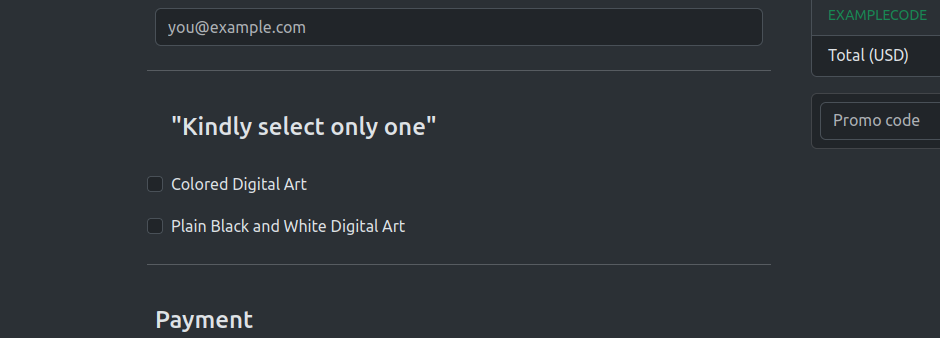 you@example.com
"Kindly select only one"
Colored Digital Art
Plain Black and White Digital Art
Payment
EXAMPLECODE
Total (USD)
Promo code